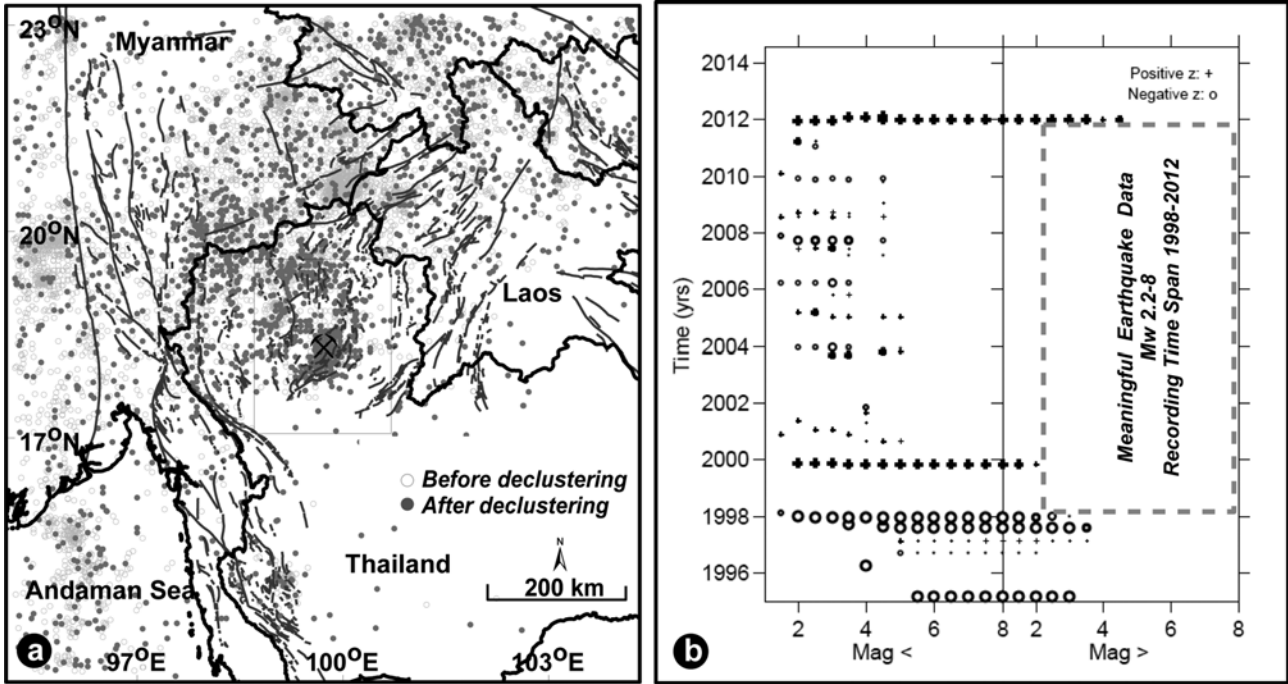 23°N
Myanmar
20°N
Laos
17°N
Before declustering
After declustering
N
Thailand
200 km
Andaman Sea
a
97°E
100°E
103°E
2014
Positive z: +
Negative z: o
2012
2010
2008
2006
2004
2002
2000
1998
1996
Time (yrs)
Meaningful Earthquake Data
Mw 2.2-8
Recording Time Span 1998-2012
2 4 6 8 2 4 6 8
b
Mag < Mag >